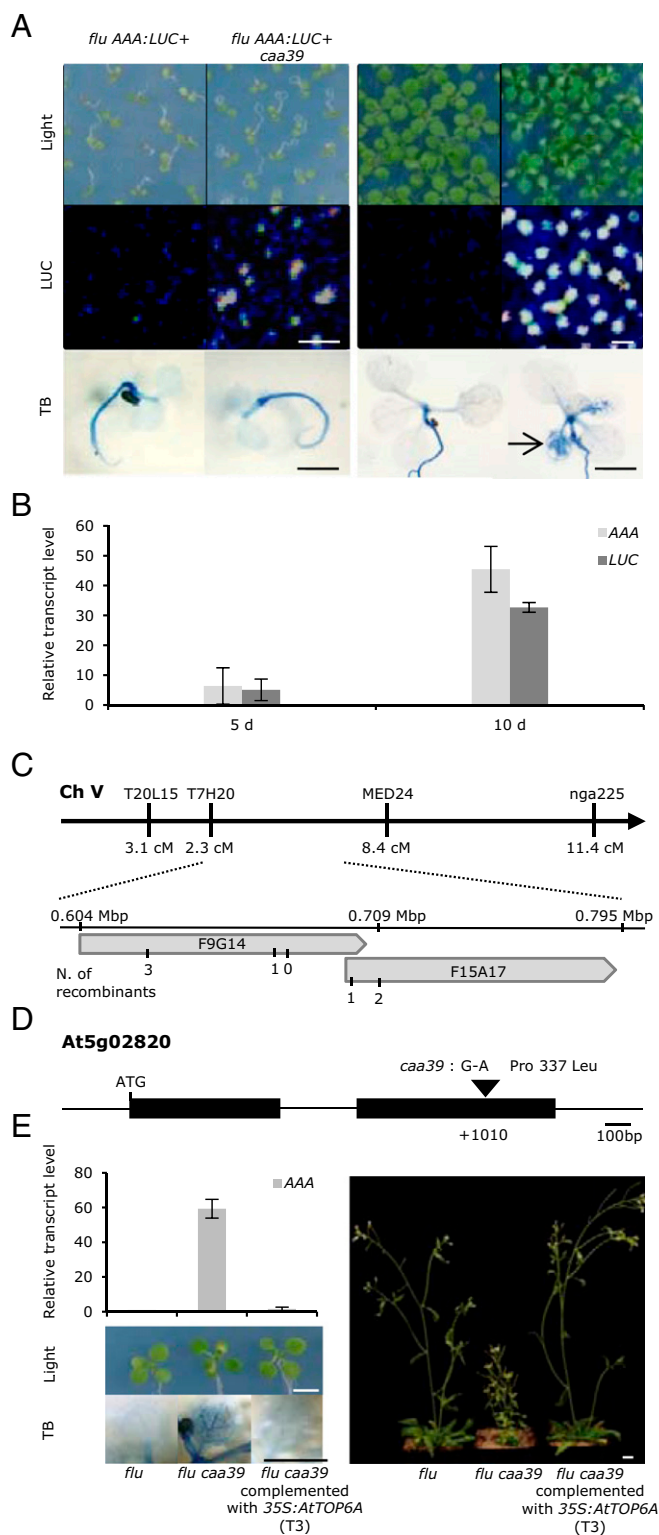 A
flu AAA:LUC+
flu AAA:LUC+
caa39
Light
LUC
TB
B
Relative transcript level
60
50
40
30
20
10
0
AAA
LUC
5 d
10 d
C
Ch V
T20L15
T7H20
MED24
nga225
3.1 cM
2.3 cM
8.4 cM
11.4 cM
0.604 Mbp
0.709 Mbp
0.795 Mbp
F9G14
N. of
recombinants
3
1
0
F15A17
1
2
D
At5g02820
caa39 : G-A
Pro 337 Leu
ATG
+1010
100bp
E
Relative transcript level
80
60
40
20
0
AAA
Light
TB
flu
flu caa39
flu caa39
complemented
with 35S:AtTOP6A
(T3)
flu
flu caa39
flu caa39
complemented
with 35S:AtTOP6A
(T3)